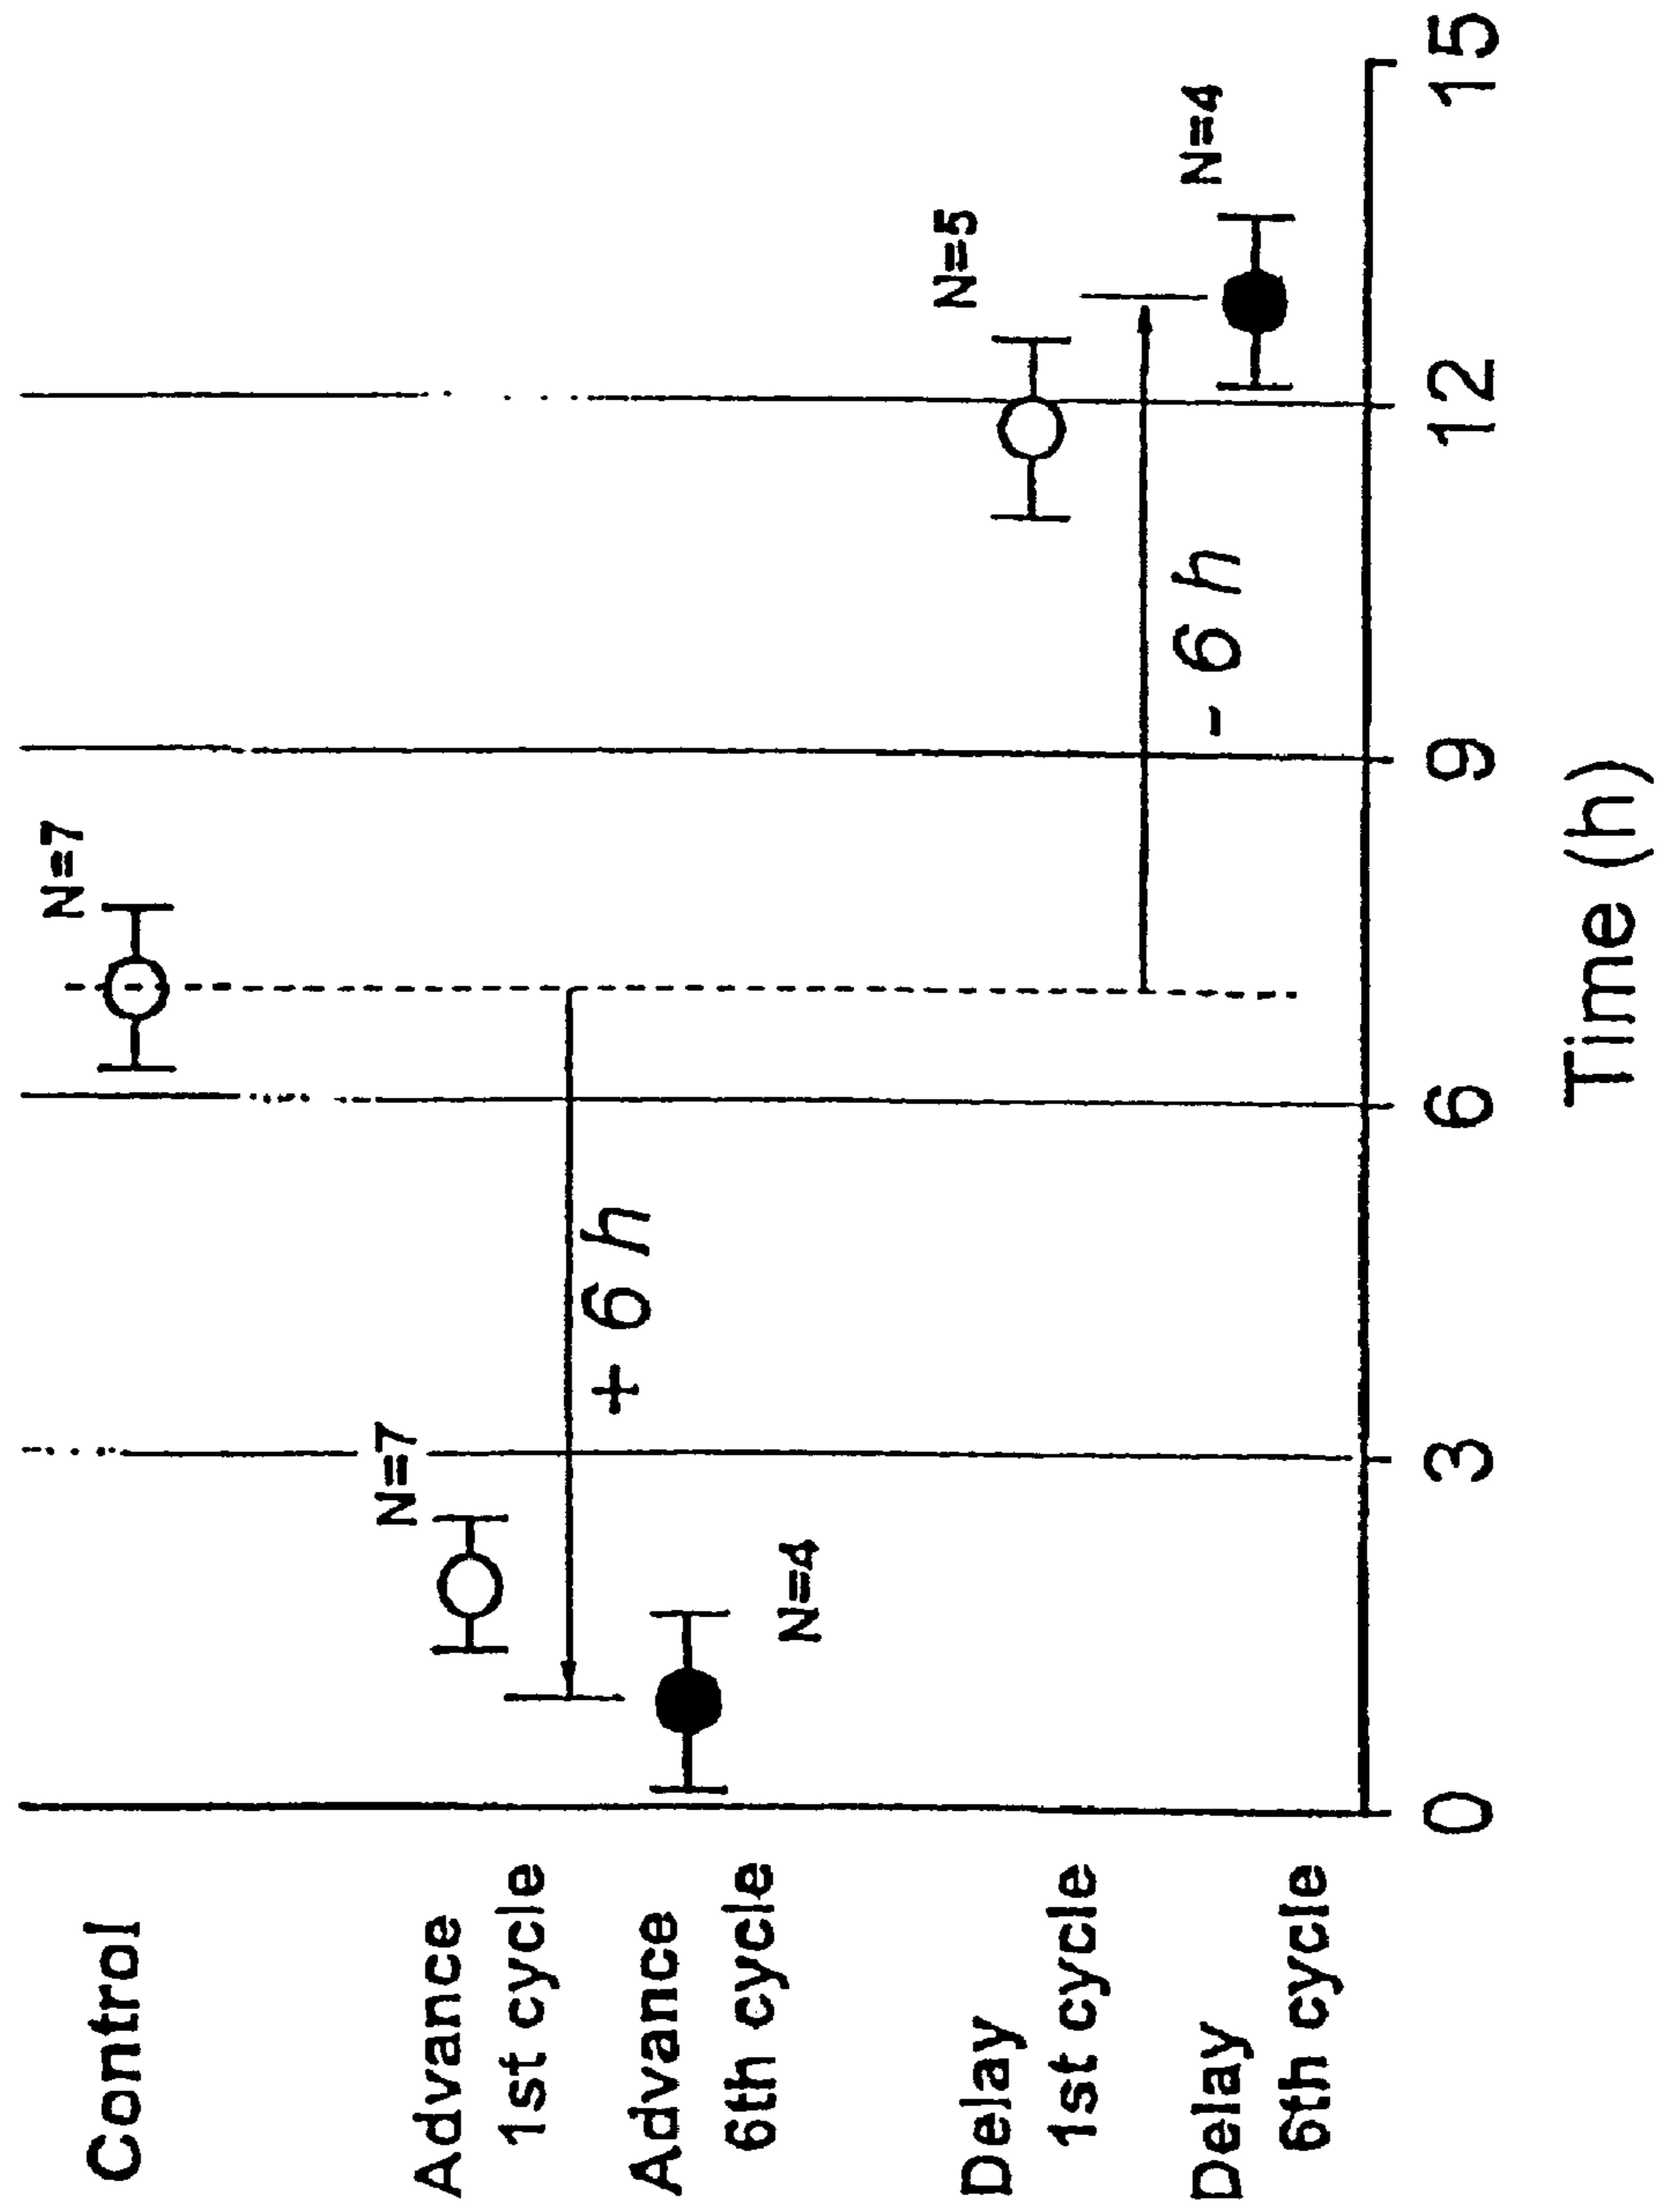 Control
N=7
Advance
1st cycle
N=7
+ 6 h
Advance
6th cycle
N=4
Delay
1st cycle
N=5
- 6 h
Delay
6th cycle
N=4
0 3 6 9 12 15
Time (h)